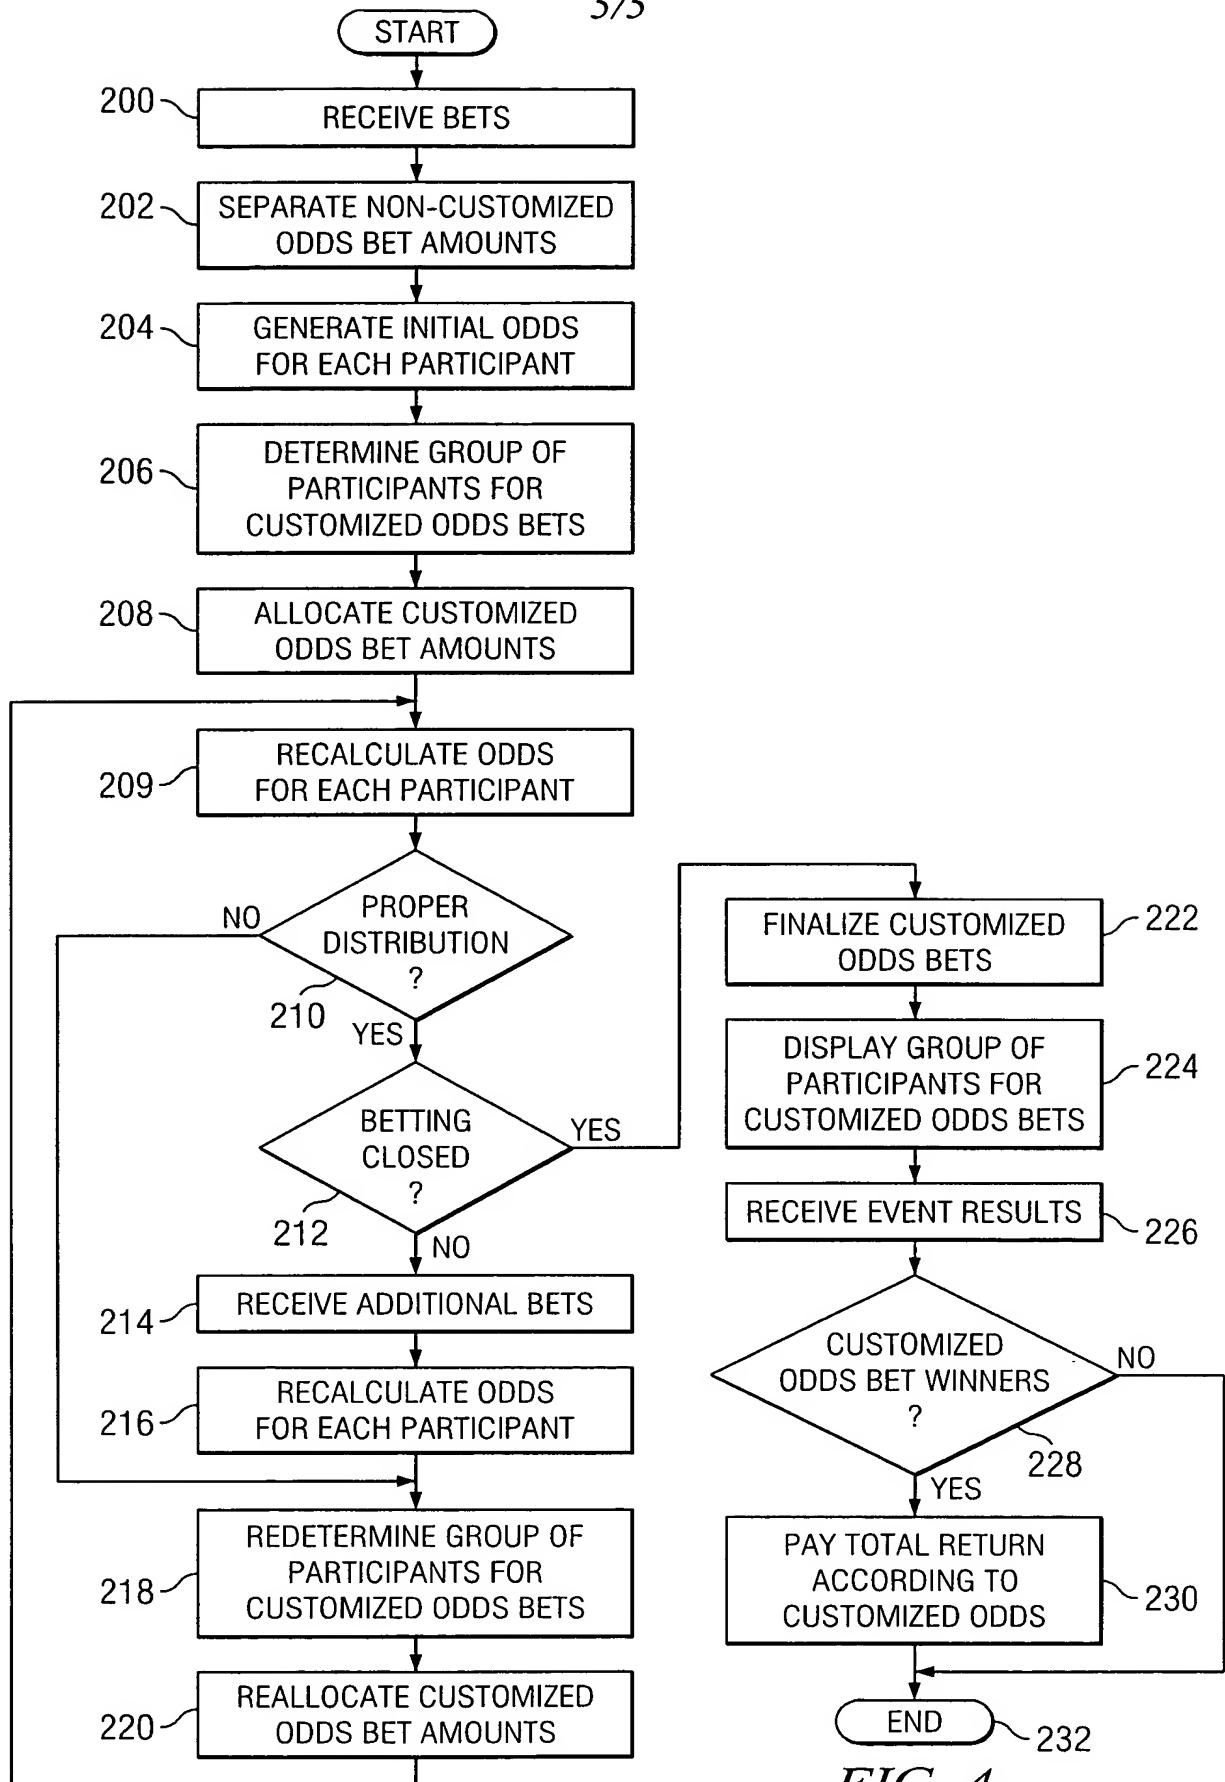 3/3
START
200
RECEIVE BETS
202
SEPARATE NON-CUSTOMIZED
ODDS BET AMOUNTS
204
GENERATE INITIAL ODDS
FOR EACH PARTICIPANT
206
DETERMINE GROUP OF
PARTICIPANTS FOR
CUSTOMIZED ODDS BETS
208
ALLOCATE CUSTOMIZED
ODDS BET AMOUNTS
209
RECALCULATE ODDS
FOR EACH PARTICIPANT
NO
PROPER
DISTRIBUTION
?
210
YES
BETTING
CLOSED
?
YES
212
NO
214
RECEIVE ADDITIONAL BETS
216
RECALCULATE ODDS
FOR EACH PARTICIPANT
218
REDETERMINE GROUP OF
PARTICIPANTS FOR
CUSTOMIZED ODDS BETS
220
REALLOCATE CUSTOMIZED
ODDS BET AMOUNTS
FINALIZE CUSTOMIZED
ODDS BETS
222
DISPLAY GROUP OF
PARTICIPANTS FOR
CUSTOMIZED ODDS BETS
224
RECEIVE EVENT RESULTS
226
CUSTOMIZED
ODDS BET WINNERS
?
NO
228
YES
PAY TOTAL RETURN
ACCORDING TO
CUSTOMIZED ODDS
230
END
232
FIG. 4